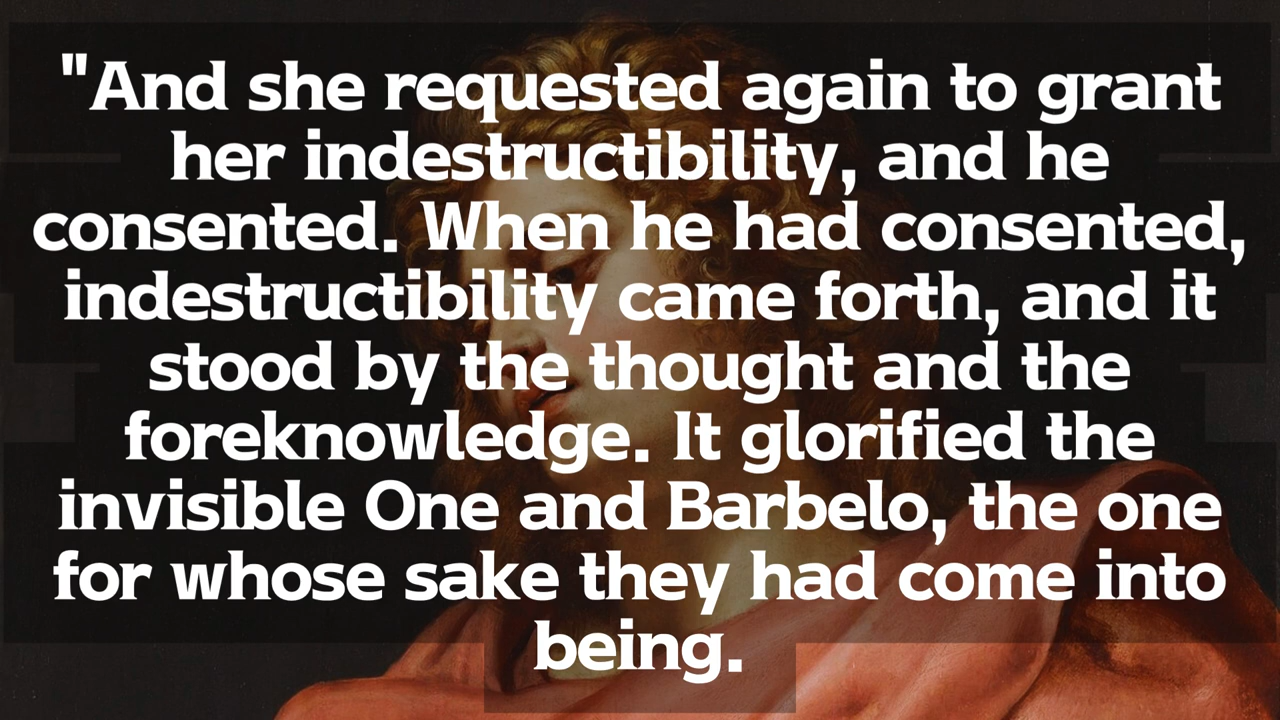 "And she requested again to grant
her indestructibility, and he
consented. When he had consented,
indestructibility came forth, and it
stood by the thought and the
foreknowledge. It glorified the
invisible One and Barbelo, the one
for whose sake they had come into
being.